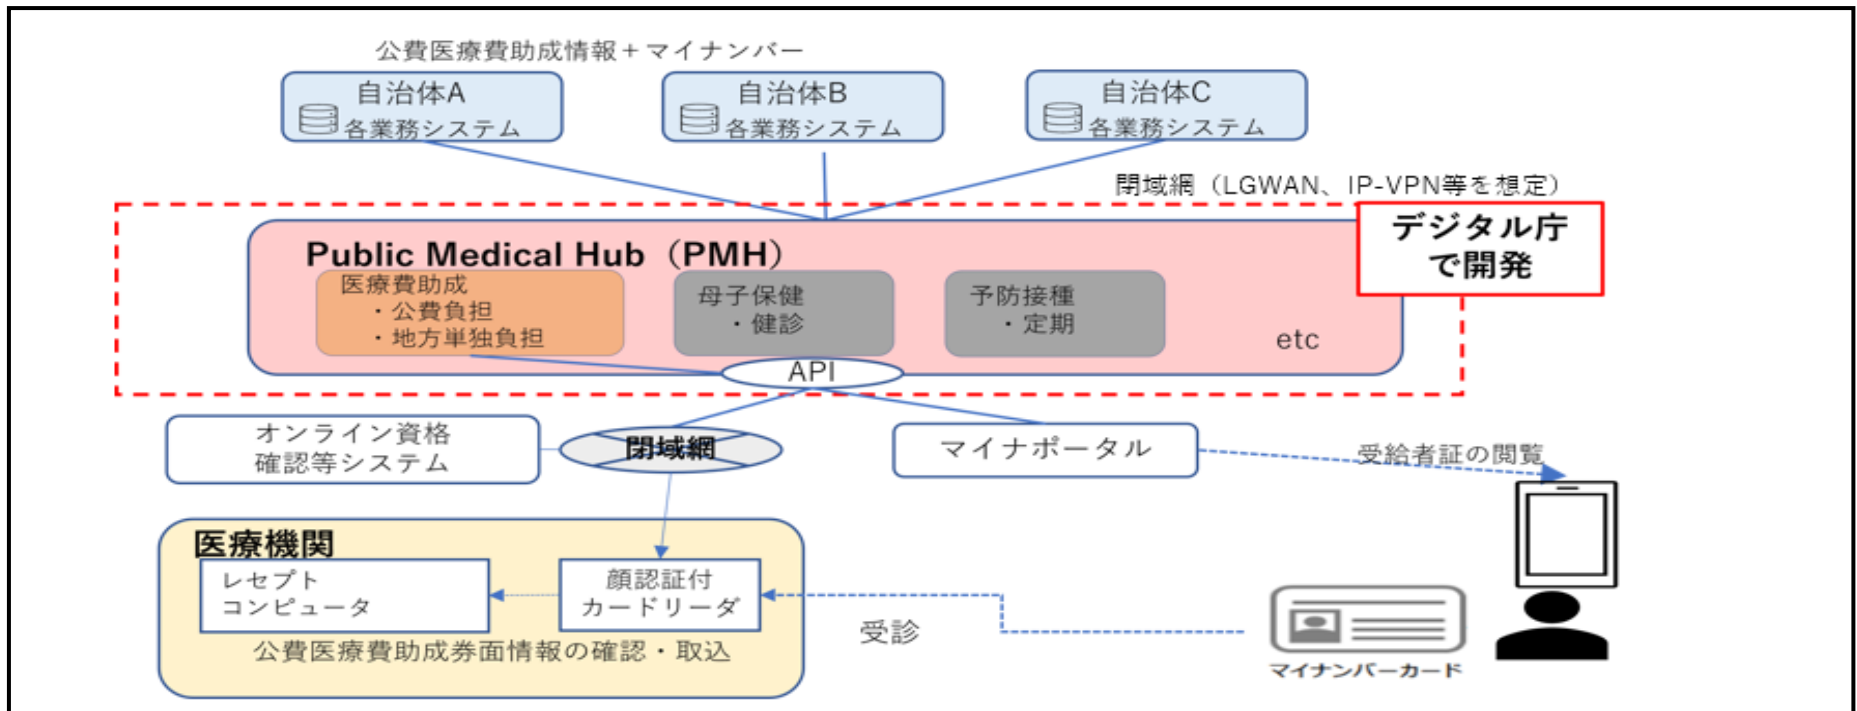 公費医療費助成情報＋マイナンバー
自治体A
各業務システム
自治体B
各業務システム
自治体C
各業務システム
閉域網（LGWAN、IP-VPN等を想定）
デジタル庁
で開発
Public Medical Hub（PMH）
医療費助成
・公費負担
・地方単独負担
母子保健
・健診
予防接種
・定期
etc
API
オンライン資格
確認等システム
閉域網
マイナポータル
受給者証の閲覧
医療機関
レセプト
コンピュータ
顔認証付
カードリーダ
公費医療費助成券面情報の確認・取込
受診
マイナンバーカード